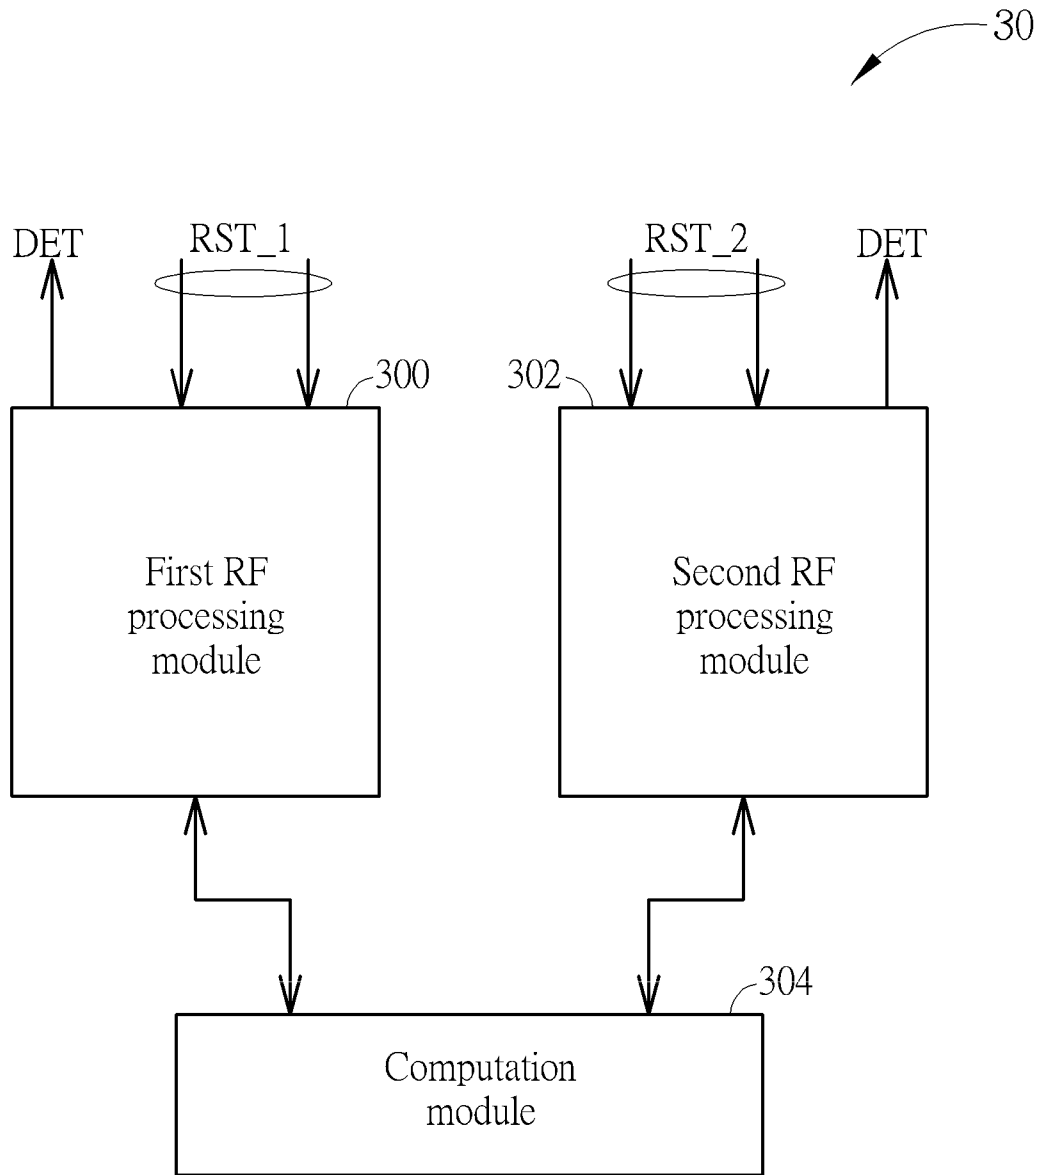 30
DET
RST_1
RST_2
DET
300
302
First RF
processing
module
Second RF
processing
module
304
Computation
module